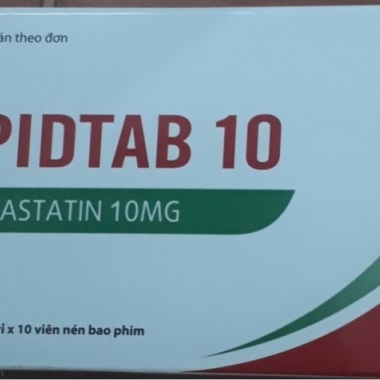 án theo đơn
PIDTAB 10
ASTATIN 10MG
ỉ x 10 viên nén bao phim